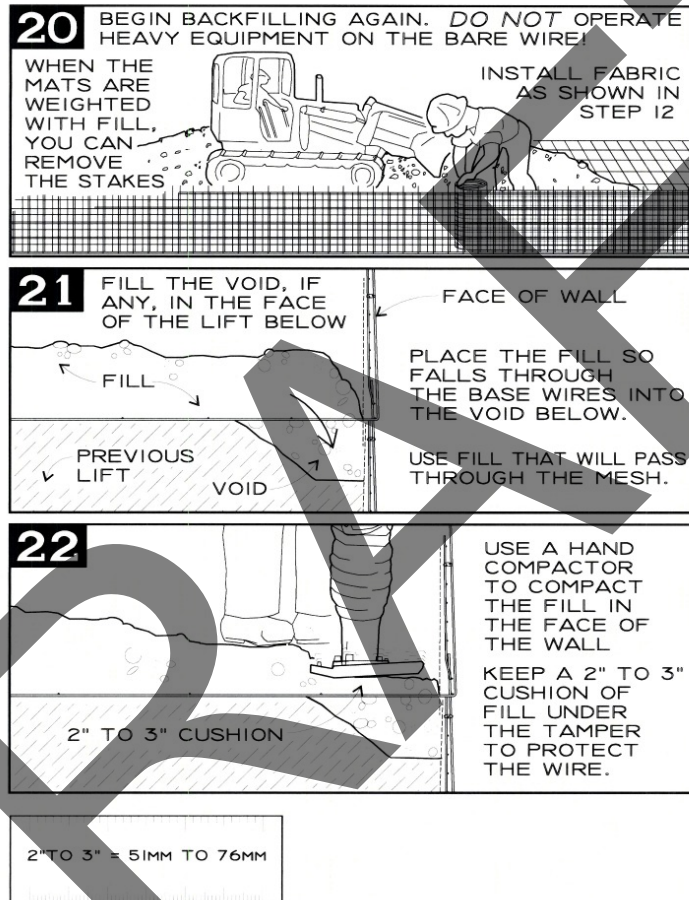 20
BEGIN BACKFILLING AGAIN. DO NOT OPERATE
HEAVY EQUIPMENT ON THE BARE WIRE!
WHEN THE
MATS ARE
WEIGHTED
WITH FILL,
YOU CAN
REMOVE
THE STAKES
INSTALL FABRIC
AS SHOWN IN
STEP 12
21
FILL THE VOID, IF
ANY, IN THE FACE
OF THE LIFT BELOW
FACE OF WALL
FILL
PREVIOUS
LIFT
VOID
PLACE THE FILL SO
FALLS THROUGH
THE BASE WIRES INTO
THE VOID BELOW.
USE FILL THAT WILL PASS
THROUGH THE MESH.
22
2" TO 3" CUSHION
USE A HAND
COMPACTOR
TO COMPACT
THE FILL IN
THE FACE OF
THE WALL
KEEP A 2" TO 3"
CUSHION OF
FILL UNDER
THE TAMPER
TO PROTECT
THE WIRE.
2"TO 3" = 51MM TO 76MM